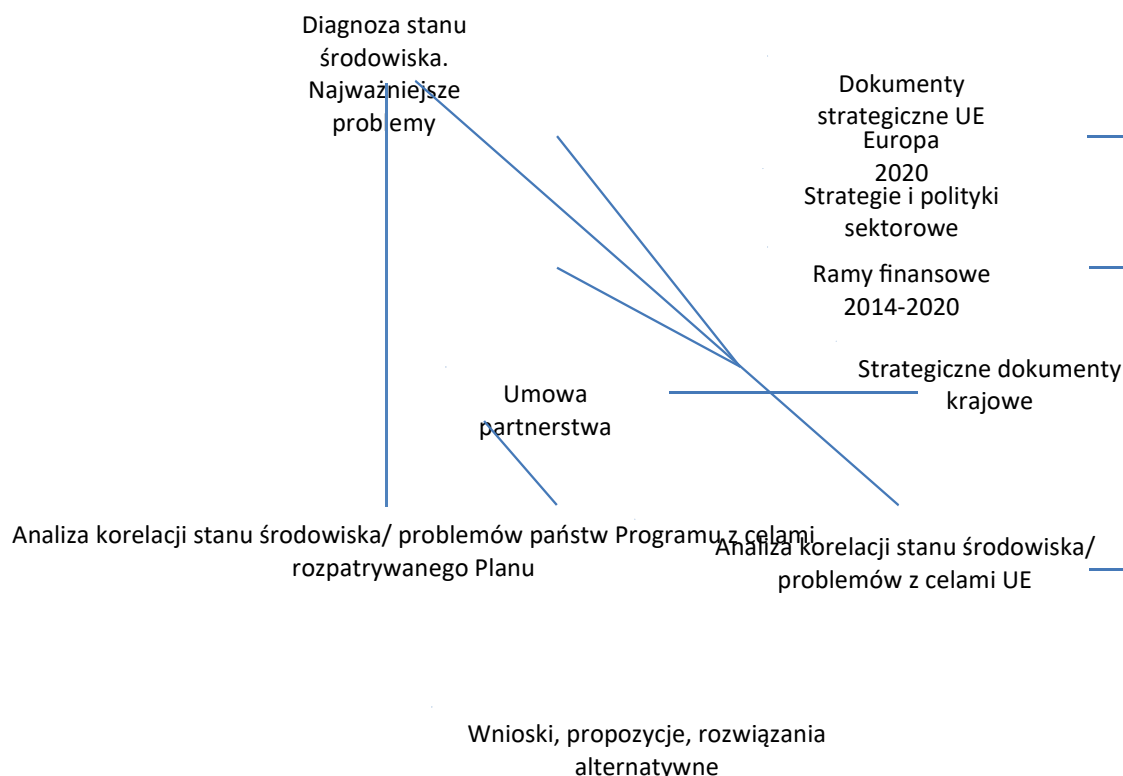 Diagnoza stanu
środowiska.
Najważniejsze
problemy
Dokumenty
strategiczne UE
Europa
2020
Strategie i polityki
sektorowe
Ramy finansowe
2014-2020
Strategiczne dokumenty
krajowe
Umowa
partnerstwa
Analiza korelacji stanu środowiska/ problemów państw Programu z celami
rozpatrywanego Planu
Analiza korelacji stanu środowiska/
problemów z celami UE
Wnioski, propozycje, rozwiązania
alternatywne